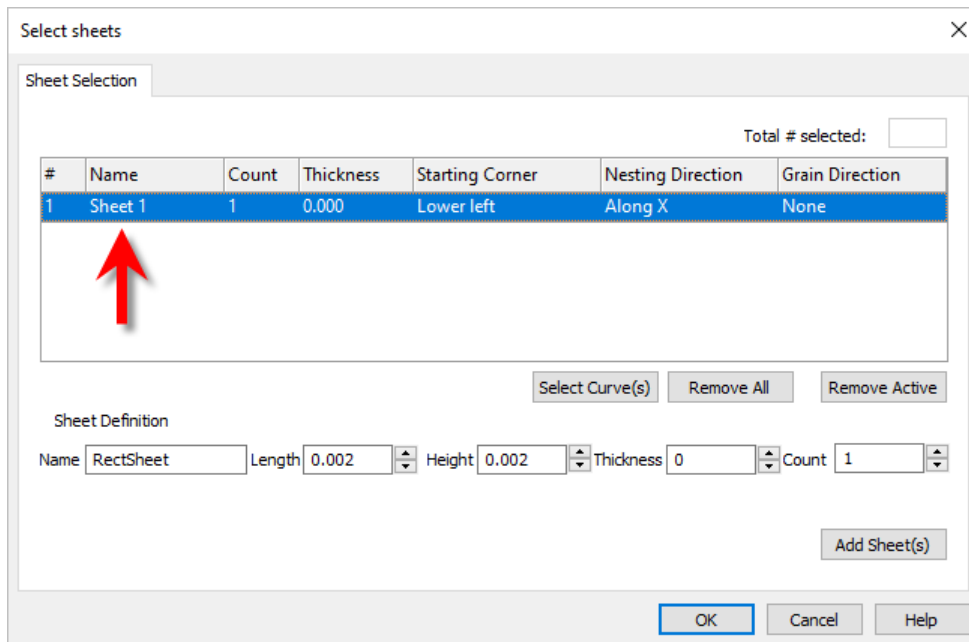 Select sheets
Sheet Selection
Total # selected:
# Name Count Thickness Starting Corner Nesting Direction Grain Direction
1 Sheet 1 1 0.000 Lower left Along X None
Select Curve(s) Remove All Remove Active
Sheet Definition
Name RectSheet Length 0.002 Height 0.002 Thickness 0 Count 1
Add Sheet(s)
OK Cancel Help